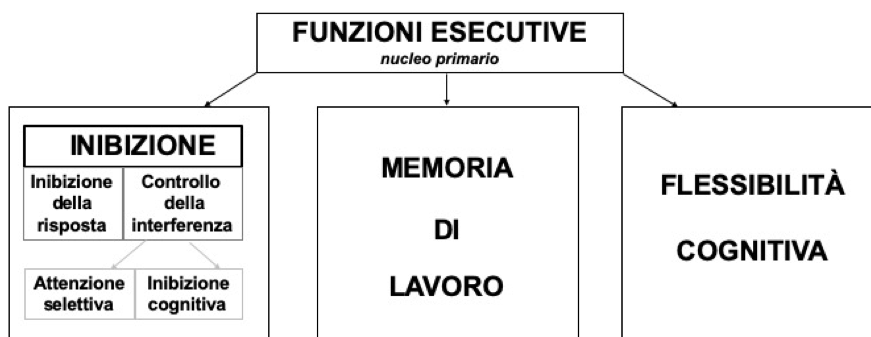 FUNZIONI ESECUTIVE
nucleo primario
INIBIZIONE
Inibizione
della
risposta
Controllo
della
interferenza
Attenzione
selettiva
Inibizione
cognitiva
MEMORIA
DI
LAVORO
FLESSIBILITÀ
COGNITIVA